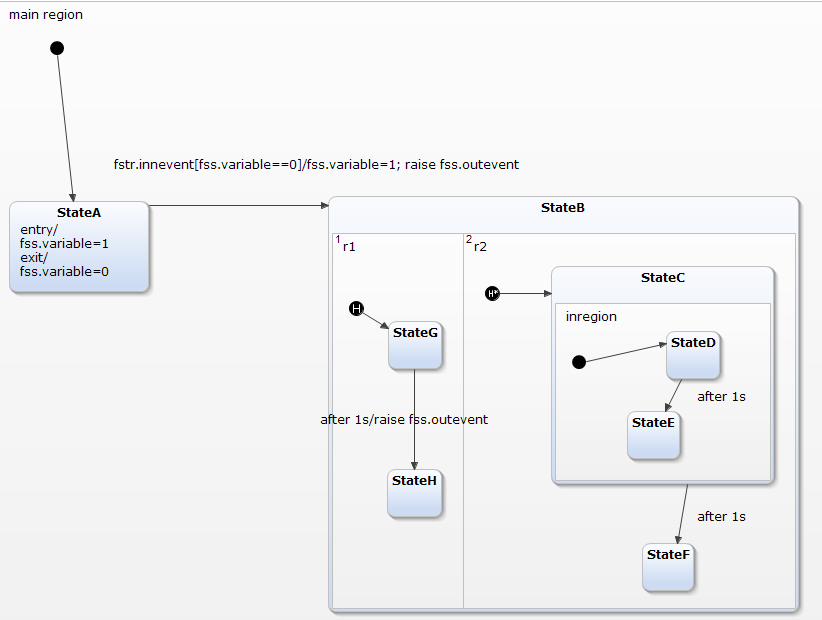 main region
fstr.innevent[fss.variable==0]/fss.variable=1; raise fss.outevent
StateA
entry/
fss.variable=1
exit/
fss.variable=0
StateB
1
r1
H
StateG
after 1s/raise fss.outevent
StateH
2
r2
H*
StateC
inregion
StateD
after 1s
StateE
after 1s
StateF